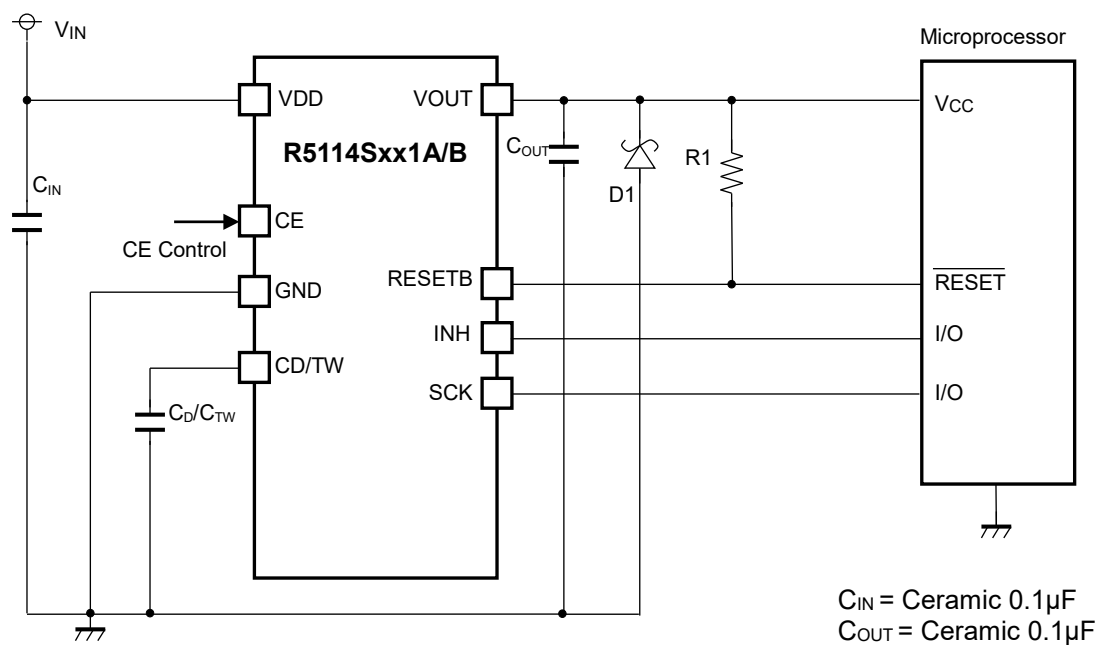 VIN
Microprocessor
VDD
VOUT
VCC
R5114Sxx1A/B
COUT
R1
CIN
D1
CE
CE Control
GND
RESETB
RESET
INH
I/O
CD/TW
SCK
I/O
CD/CTW
CIN = Ceramic 0.1µF
COUT = Ceramic 0.1µF